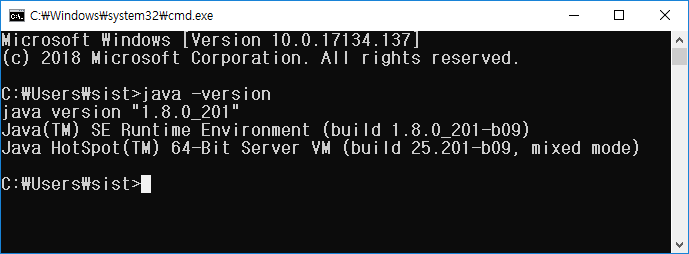 C:₩Windows₩system32₩cmd.exe
Microsoft Windows [Version 10.0.17134.137]
(c) 2018 Microsoft Corporation. All rights reserved.
C:₩Users₩sist>java -version
java version "1.8.0_201"
Java(TM) SE Runtime Environment (build 1.8.0_201-b09)
Java HotSpot(TM) 64-Bit Server VM (build 25.201-b09, mixed mode)
C:₩Users₩sist>